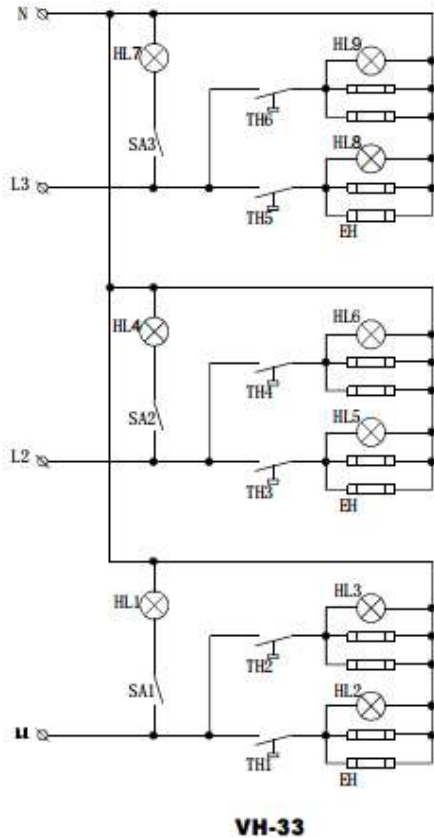 N
HL7
HL9
TH6
SA3
HL8
L3
TH5
EH
HL4
HL6
TH4
SA2
HL5
L2
TH3
EH
HL1
HL3
TH2
SA1
HL2
TH1
EH
VH-33